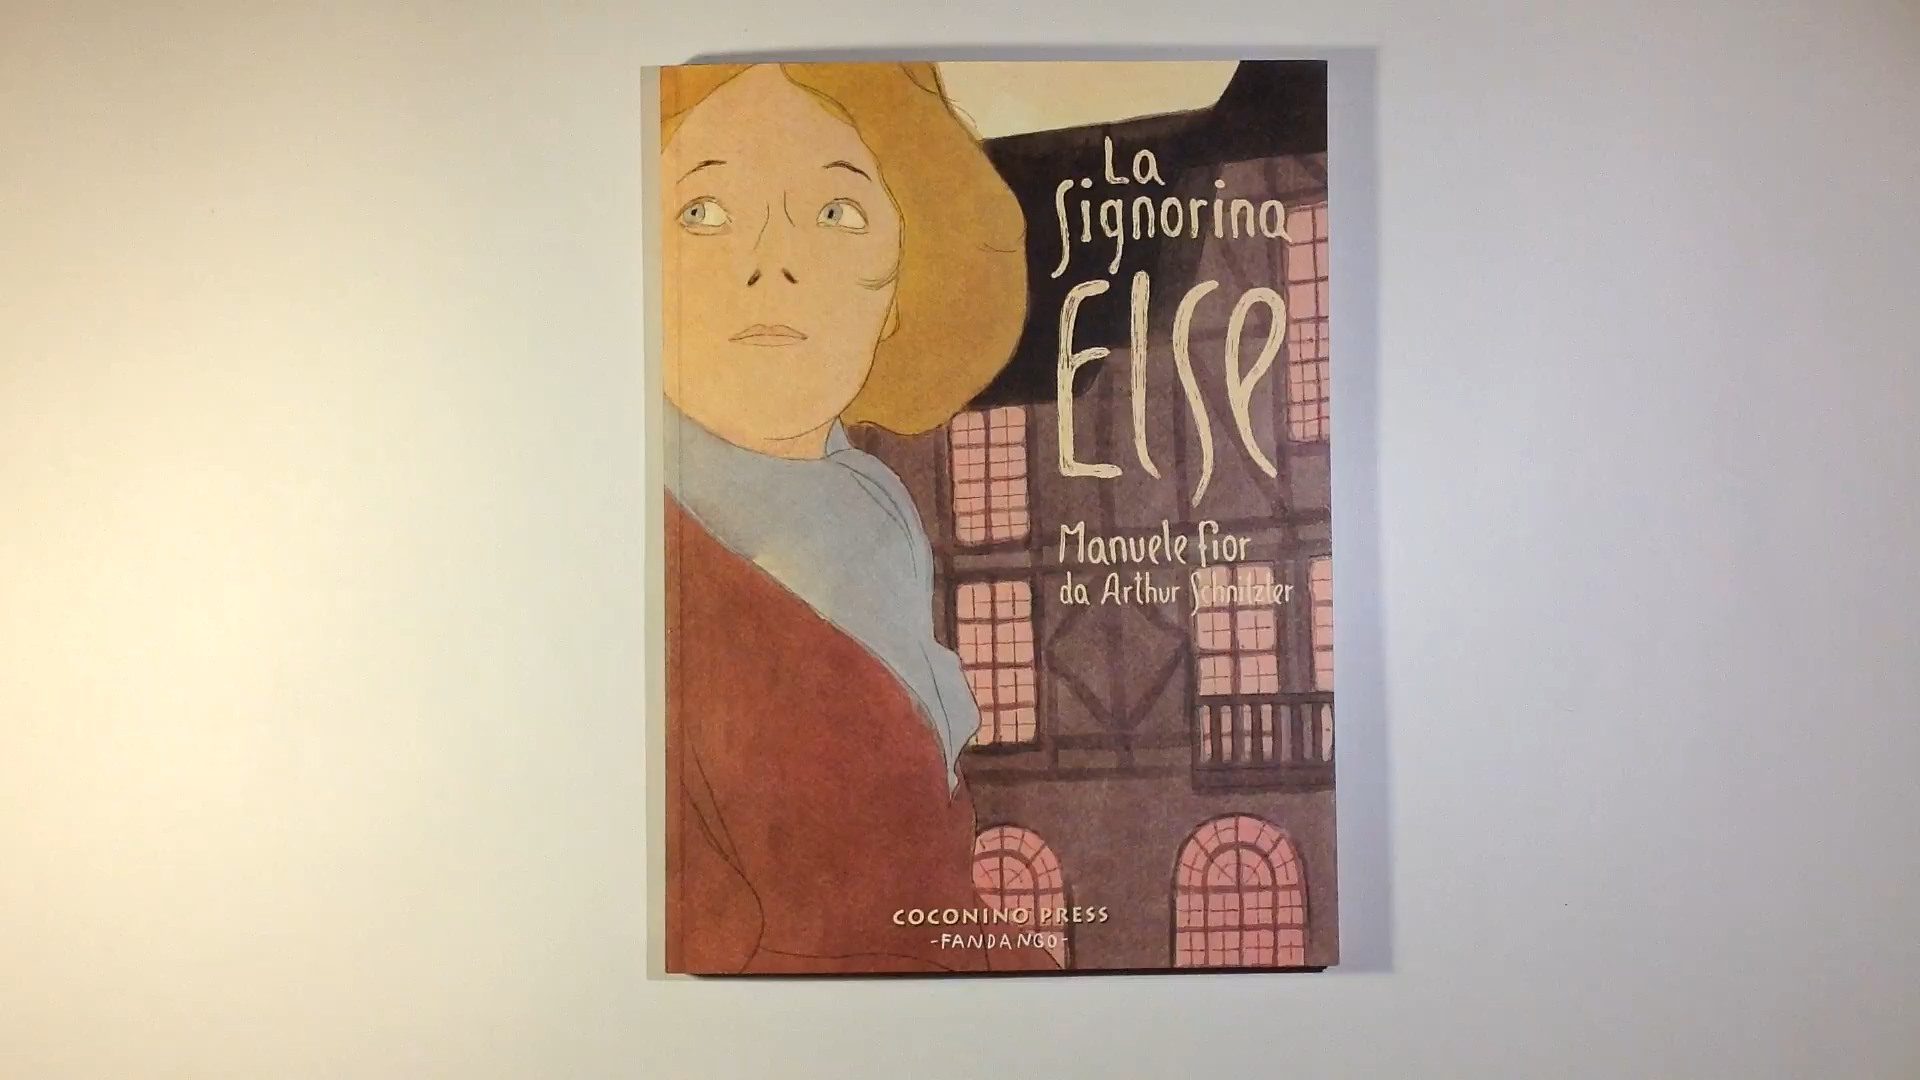 La
Signorina
Else
Manuele Fior
da Arthur Schnitzler
COCONINO PRESS
-FANDANGO-